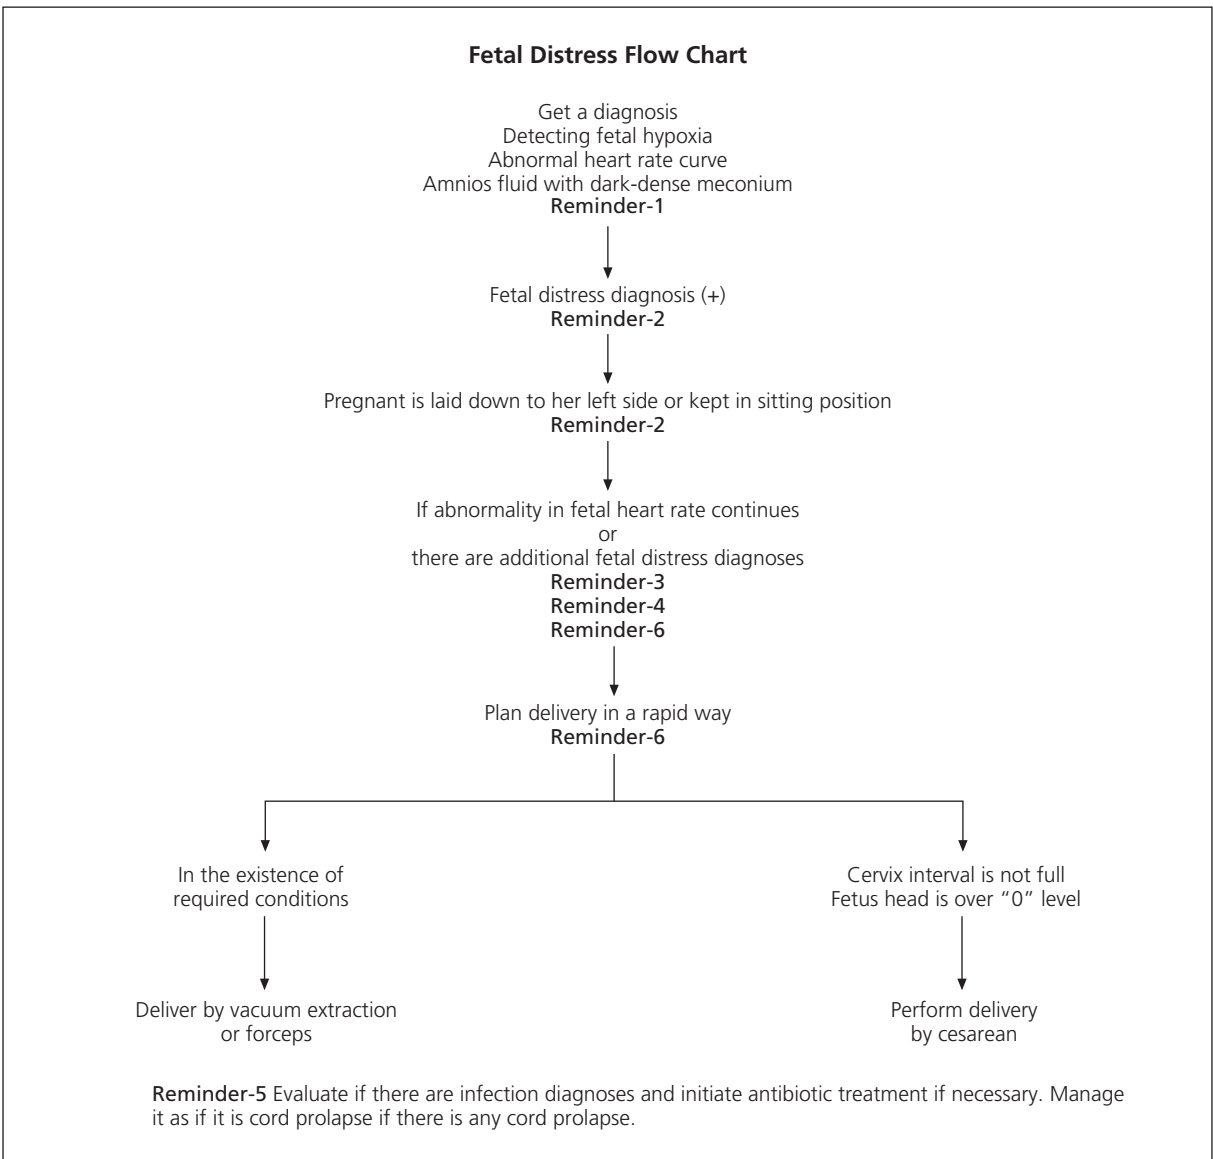 Fetal Distress Flow Chart
Get a diagnosis
Detecting fetal hypoxia
Abnormal heart rate curve
Amnios fluid with dark-dense meconium
Reminder-1
Fetal distress diagnosis (+)
Reminder-2
Pregnant is laid down to her left side or kept in sitting position
Reminder-2
If abnormality in fetal heart rate continues
or
there are additional fetal distress diagnoses
Reminder-3
Reminder-4
Reminder-6
Plan delivery in a rapid way
Reminder-6
In the existence of
required conditions
Deliver by vacuum extraction
or forceps
Cervix interval is not full
Fetus head is over “0” level
Perform delivery
by cesarean
Reminder-5 Evaluate if there are infection diagnoses and initiate antibiotic treatment if necessary. Manage
it as if it is cord prolapse if there is any cord prolapse.